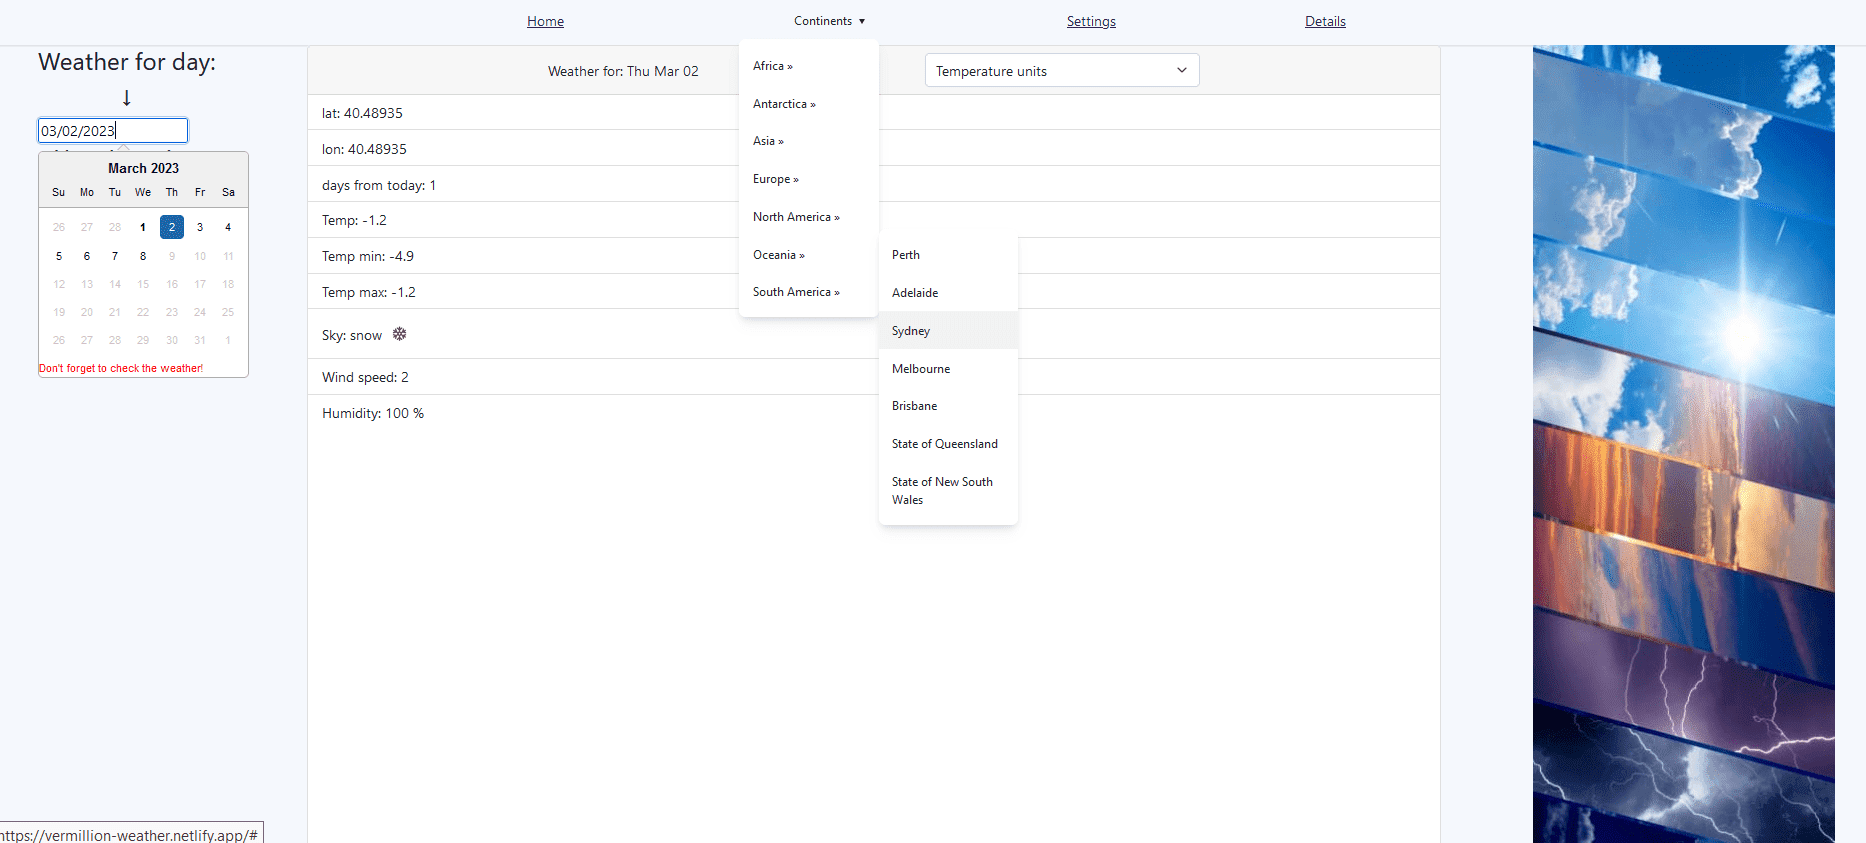 Home
Continents ▾
Settings
Details
Weather for day:
↓
03/02/2023
March 2023
Su Mo Tu We Th Fr Sa
26 27 28 1 2 3 4
5 6 7 8 9 10 11
12 13 14 15 16 17 18
19 20 21 22 23 24 25
26 27 28 29 30 31 1
Don't forget to check the weather!
Weather for: Thu Mar 02
Temperature units
lat: 40.48935
lon: 40.48935
days from today: 1
Temp: -1.2
Temp min: -4.9
Temp max: -1.2
Sky: snow
Wind speed: 2
Humidity: 100 %
Africa »
Antarctica »
Asia »
Europe »
North America »
Oceania »
South America »
Perth
Adelaide
Sydney
Melbourne
Brisbane
State of Queensland
State of New South
Wales
https://vermillion-weather.netlify.app/#